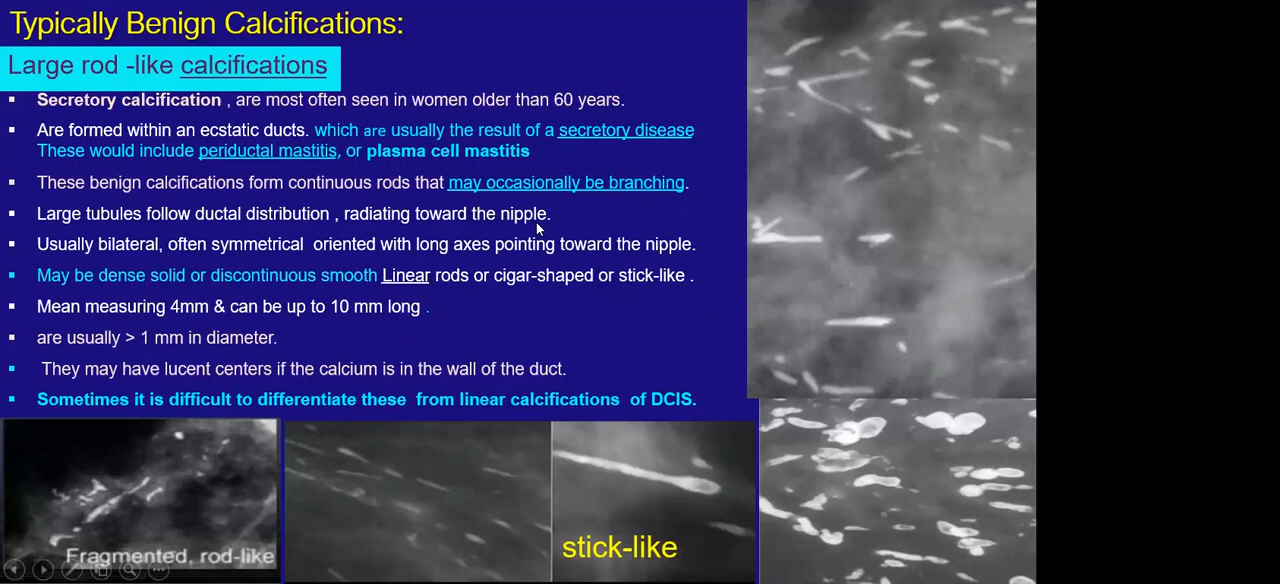 Typically Benign Calcifications:
Large rod -like calcifications
▪ Secretory calcification , are most often seen in women older than 60 years.
▪ Are formed within an ecstatic ducts. which are usually the result of a secretory disease
These would include periductal mastitis, or plasma cell mastitis
▪ These benign calcifications form continuous rods that may occasionally be branching.
▪ Large tubules follow ductal distribution , radiating toward the nipple.
▪ Usually bilateral, often symmetrical oriented with long axes pointing toward the nipple.
▪ May be dense solid or discontinuous smooth Linear rods or cigar-shaped or stick-like .
▪ Mean measuring 4mm & can be up to 10 mm long .
▪ are usually > 1 mm in diameter.
▪ They may have lucent centers if the calcium is in the wall of the duct.
▪ Sometimes it is difficult to differentiate these from linear calcifications of DCIS.
Fragmented, rod-like
stick-like